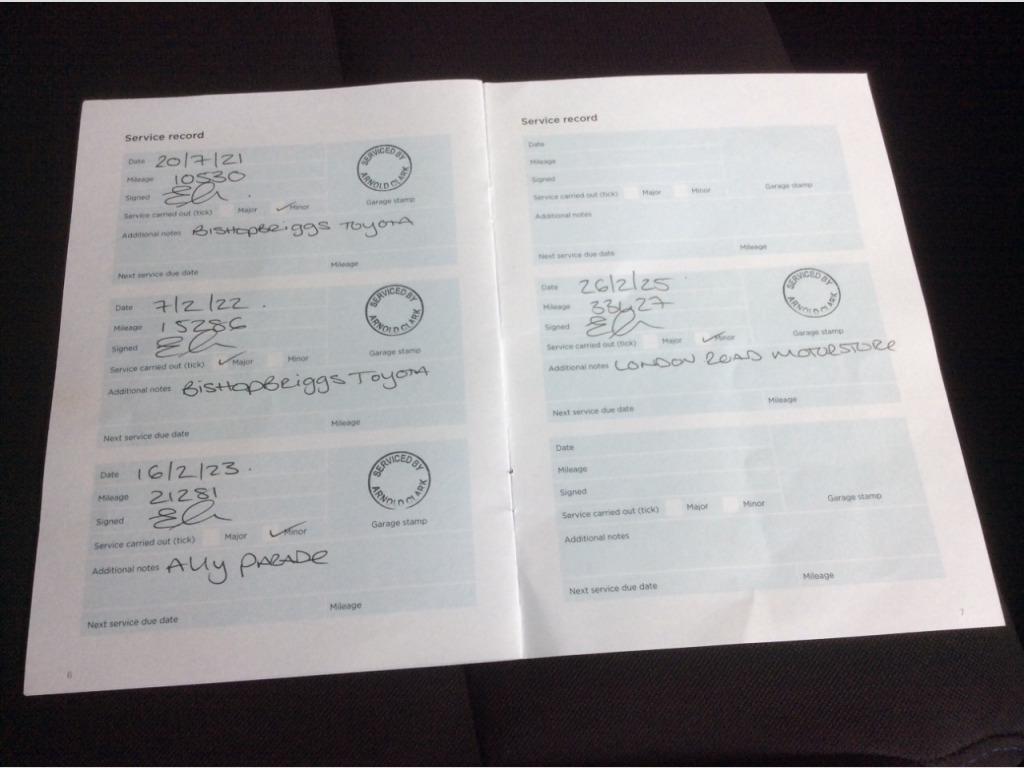 Service record
Date 20/7/21
Mileage 10530
Signed
SERVICED BY
ARNOLD CLARK
Service carried out (tick) Major ✓ Minor
Garage stamp
Additional notes BISHOPBRIGGS TOYOTA
Next service due date Mileage
Date 7/2/22
Mileage 15286
Signed
SERVICED BY
ARNOLD CLARK
Service carried out (tick) ✓ Major Minor
Garage stamp
Additional notes BISHOPBRIGGS TOYOTA
Next service due date Mileage
Date 16/2/23
Mileage 21281
Signed
SERVICED BY
ARNOLD CLARK
Service carried out (tick) Major ✓ Minor
Garage stamp
Additional notes Ally PARADE
Next service due date Mileage
6
Service record
Date
Mileage
Signed
Service carried out (tick) Major Minor
Garage stamp
Additional notes
Next service due date Mileage
Date 26/2/25
Mileage 33427
Signed
SERVICED BY
ARNOLD CLARK
Service carried out (tick) Major ✓ Minor
Garage stamp
Additional notes LONDON ROAD MOTORSTORE
Next service due date Mileage
Date
Mileage
Signed
Service carried out (tick) Major Minor
Garage stamp
Additional notes
Next service due date Mileage
7